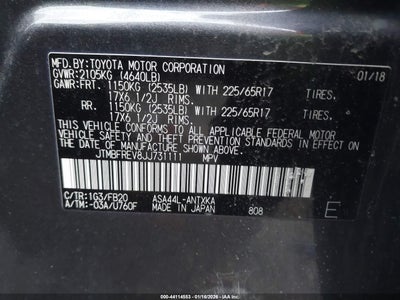 MFD.BY:TOYOTA MOTOR CORPORATION 01/18
GVWR:2105KG (4640LB)
GAWR:FRT. 1150KG (2535LB) WITH 225/65R17 TIRES.
17X6 1/2J RIMS.
RR. 1150KG (2535LB) WITH 225/65R17 TIRES.
17X6 1/2J RIMS.
THIS VEHICLE CONFORMS TO ALL APPLICABLE FEDERAL MOTOR
VEHICLE SAFETY, BUMPER, AND THEFT PREVENTION STANDARDS
IN EFFECT ON THE DATE OF MANUFACTURE SHOWN ABOVE.
JTMBFREV8JJ731111 MPV
C/TR:1G3/FB20 ASA44L-ANTXKA
A/TM:-03A/U760F MADE IN JAPAN 808 E
ID: 44114553 - IAA - 01/18/2026